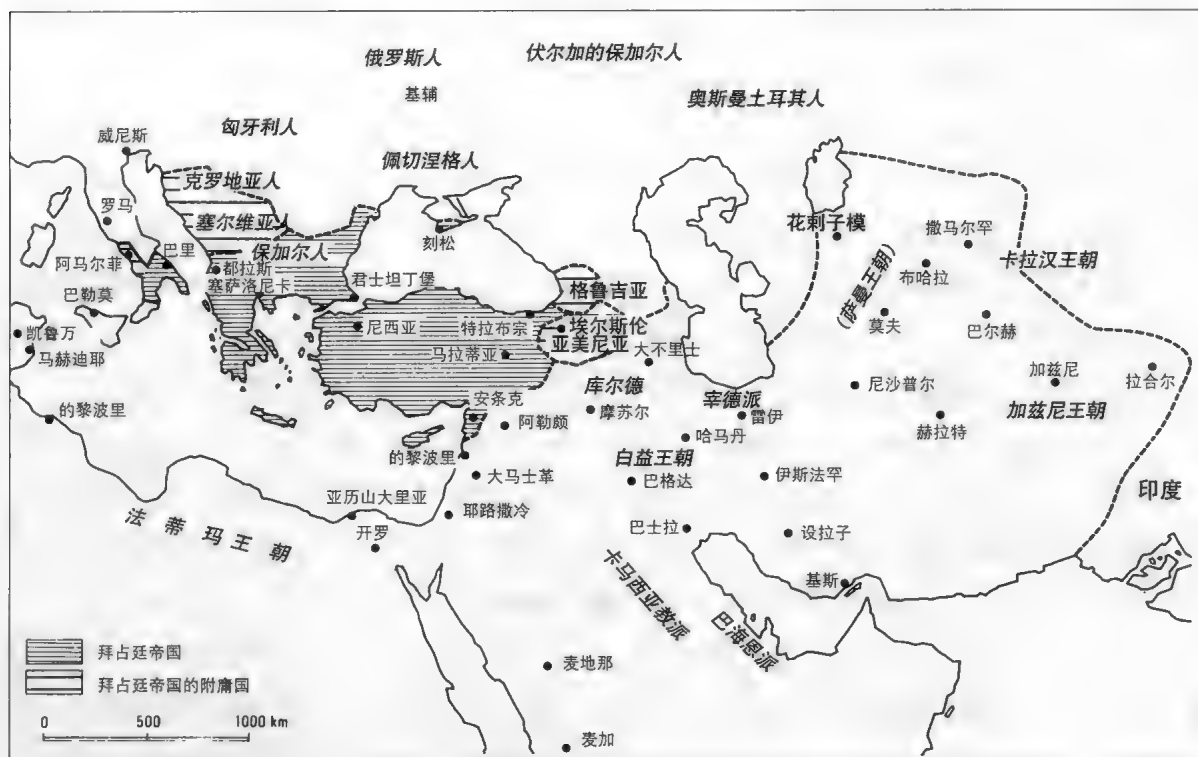 俄罗斯人
伏尔加的保加尔人
基辅
奥斯曼土耳其人
匈牙利人
威尼斯
佩切涅格人
克罗地亚人
罗马
塞尔维亚人
花剌子模
撒马尔罕
刻松
保加尔人
卡拉汉王朝
巴里
阿马尔菲
都拉斯
布哈拉
塞萨洛尼卡
君士坦丁堡
格鲁吉亚
(萨曼王朝)
巴勒莫
凯鲁万
尼西亚
特拉布宗
埃尔斯伦
莫夫
巴尔赫
亚美尼亚
大不里士
马赫迪耶
马拉蒂亚
加兹尼
拉合尔
库尔德
宰德派
尼沙普尔
的黎波里
安条克
阿勒颇
摩苏尔
雷伊
赫拉特
加兹尼王朝
哈马丹
的黎波里
白益王朝
大马士革
巴格达
伊斯法罕
印度
亚历山大里亚
耶路撒冷
法蒂玛王朝
开罗
巴士拉
设拉子
基斯
卡马西亚教派
巴海恩派
拜占廷帝国
麦地那
拜占廷帝国的附庸国
0 500 1000 km
麦加